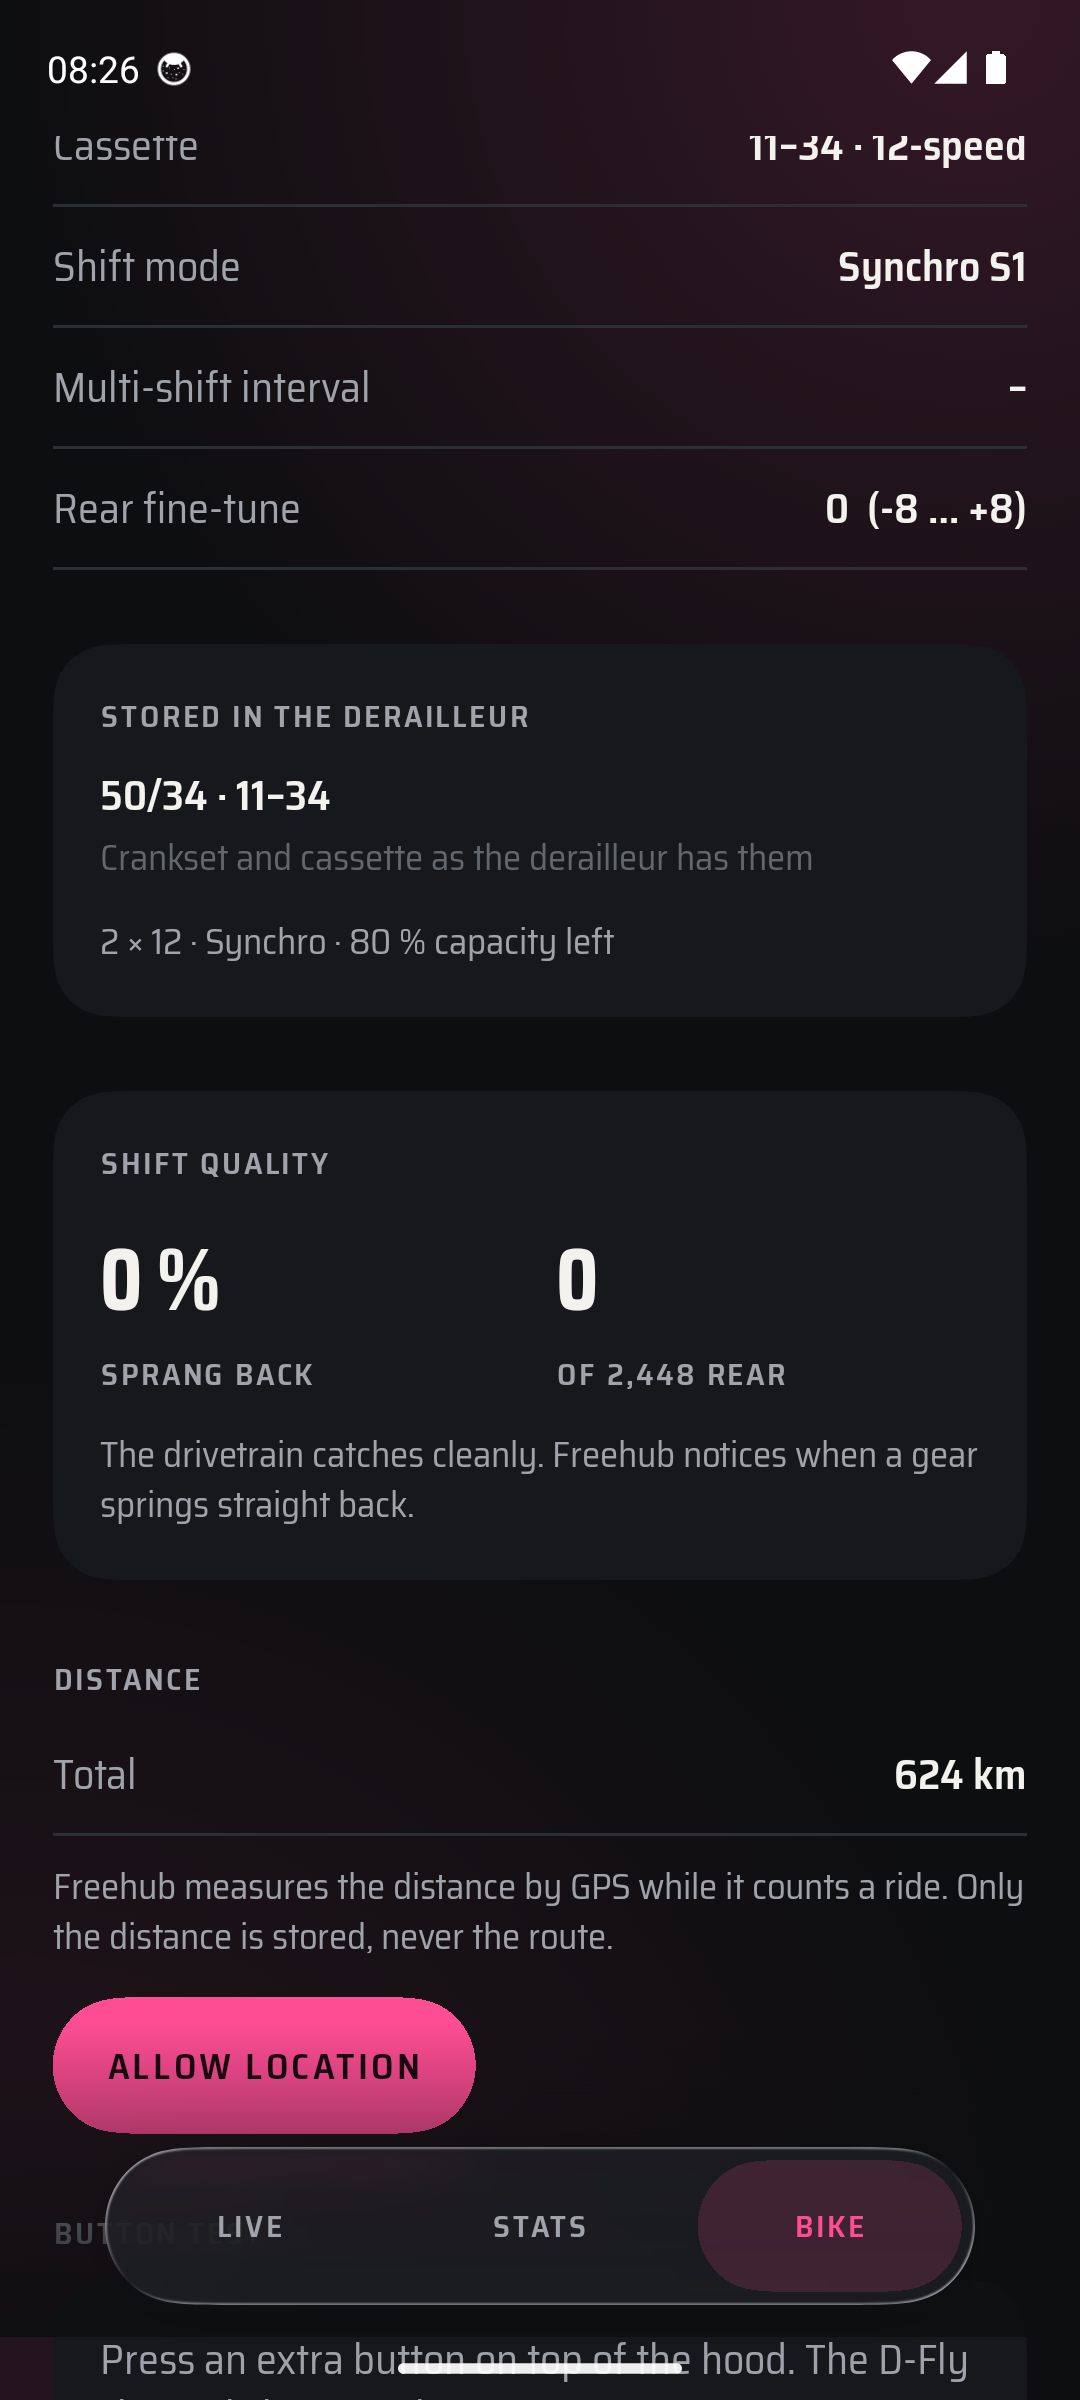 08:26
Cassette 11–34 · 12-speed
Shift mode Synchro S1
Multi-shift interval –
Rear fine-tune 0 (-8 … +8)
STORED IN THE DERAILLEUR
50/34 · 11–34
Crankset and cassette as the derailleur has them
2 × 12 · Synchro · 80 % capacity left
SHIFT QUALITY
0 % 0
SPRANG BACK OF 2,448 REAR
The drivetrain catches cleanly. Freehub notices when a gear
springs straight back.
DISTANCE
Total 624 km
Freehub measures the distance by GPS while it counts a ride. Only
the distance is stored, never the route.
ALLOW LOCATION
BUTTON TEST
LIVE STATS BIKE
Press an extra button on top of the hood. The D-Fly